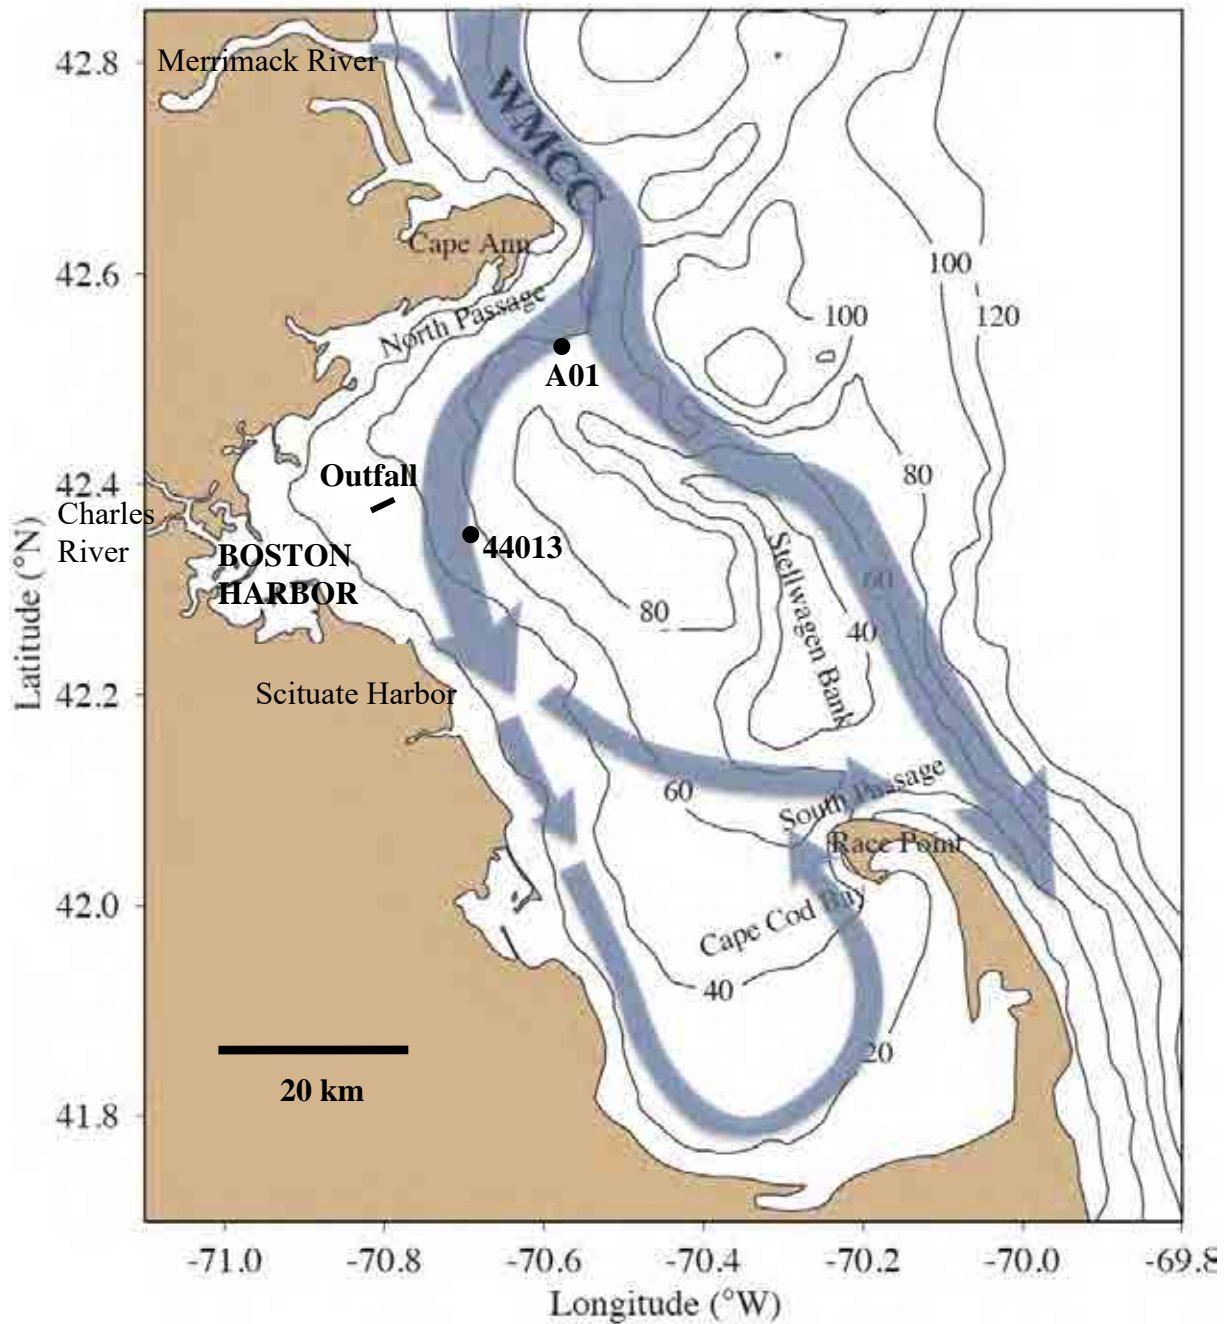 42.8
Merrimack River
WMCC
Cape Ann
42.6
North Passage
100
100
120
A01
42.4
Outfall
80
Charles
River
44013
BOSTON
HARBOR
Stellwagen Bank
60
80
40
Latitude (°N)
42.2
Scituate Harbor
60
South Passage
Race Point
42.0
Cape Cod Bay
40
20
20 km
41.8
-71.0
-70.8
-70.6
-70.4
-70.2
-70.0
-69.8
Longitude (°W)